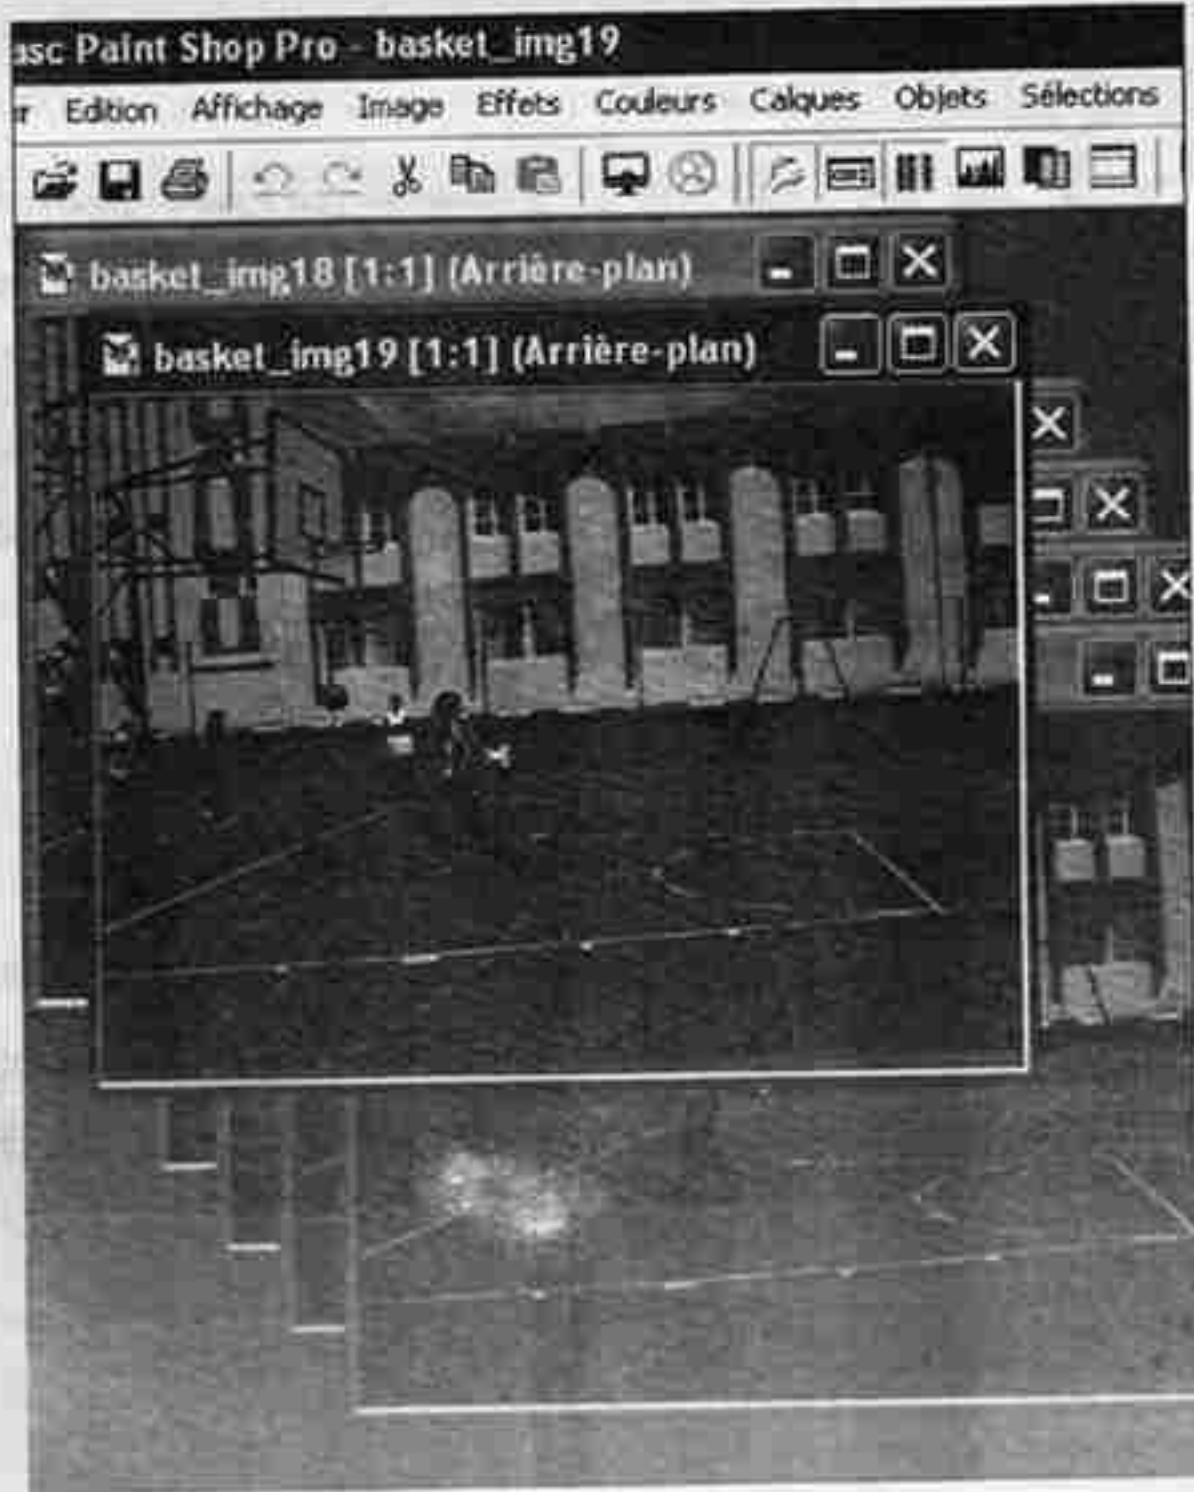 asc Paint Shop Pro - basket_img19
er Edition Affichage Image Effets Couleurs Calques Objets Sélections
basket_img18 [1:1] (Arrière-plan)
basket_img19 [1:1] (Arrière-plan)